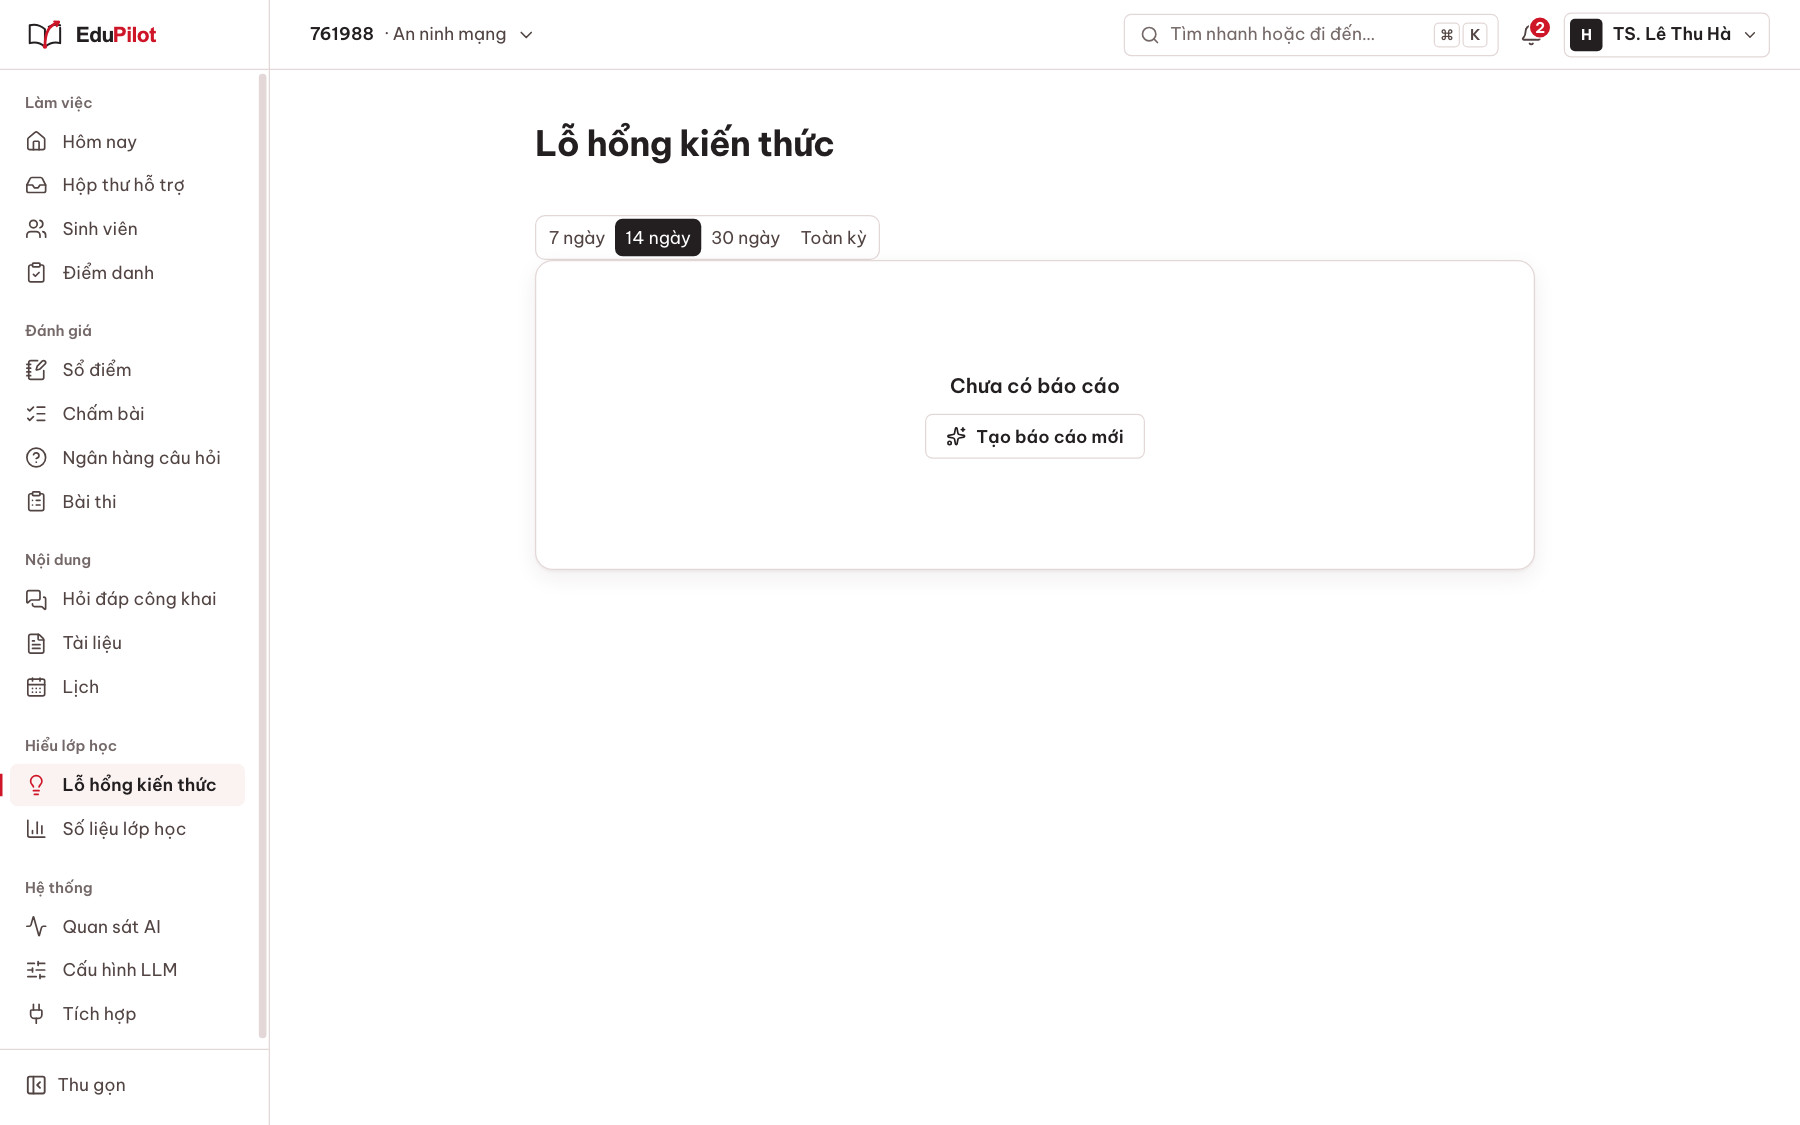 EduPilot
761988 · An ninh mạng
Tìm nhanh hoặc đi đến...
⌘ K
2
H
TS. Lê Thu Hà
Làm việc
Hôm nay
Hộp thư hỗ trợ
Sinh viên
Điểm danh
Đánh giá
Sổ điểm
Chấm bài
Ngân hàng câu hỏi
Bài thi
Nội dung
Hỏi đáp công khai
Tài liệu
Lịch
Hiểu lớp học
Lỗ hổng kiến thức
Số liệu lớp học
Hệ thống
Quan sát AI
Cấu hình LLM
Tích hợp
Thu gọn
Lỗ hổng kiến thức
7 ngày 14 ngày 30 ngày Toàn kỳ
Chưa có báo cáo
Tạo báo cáo mới